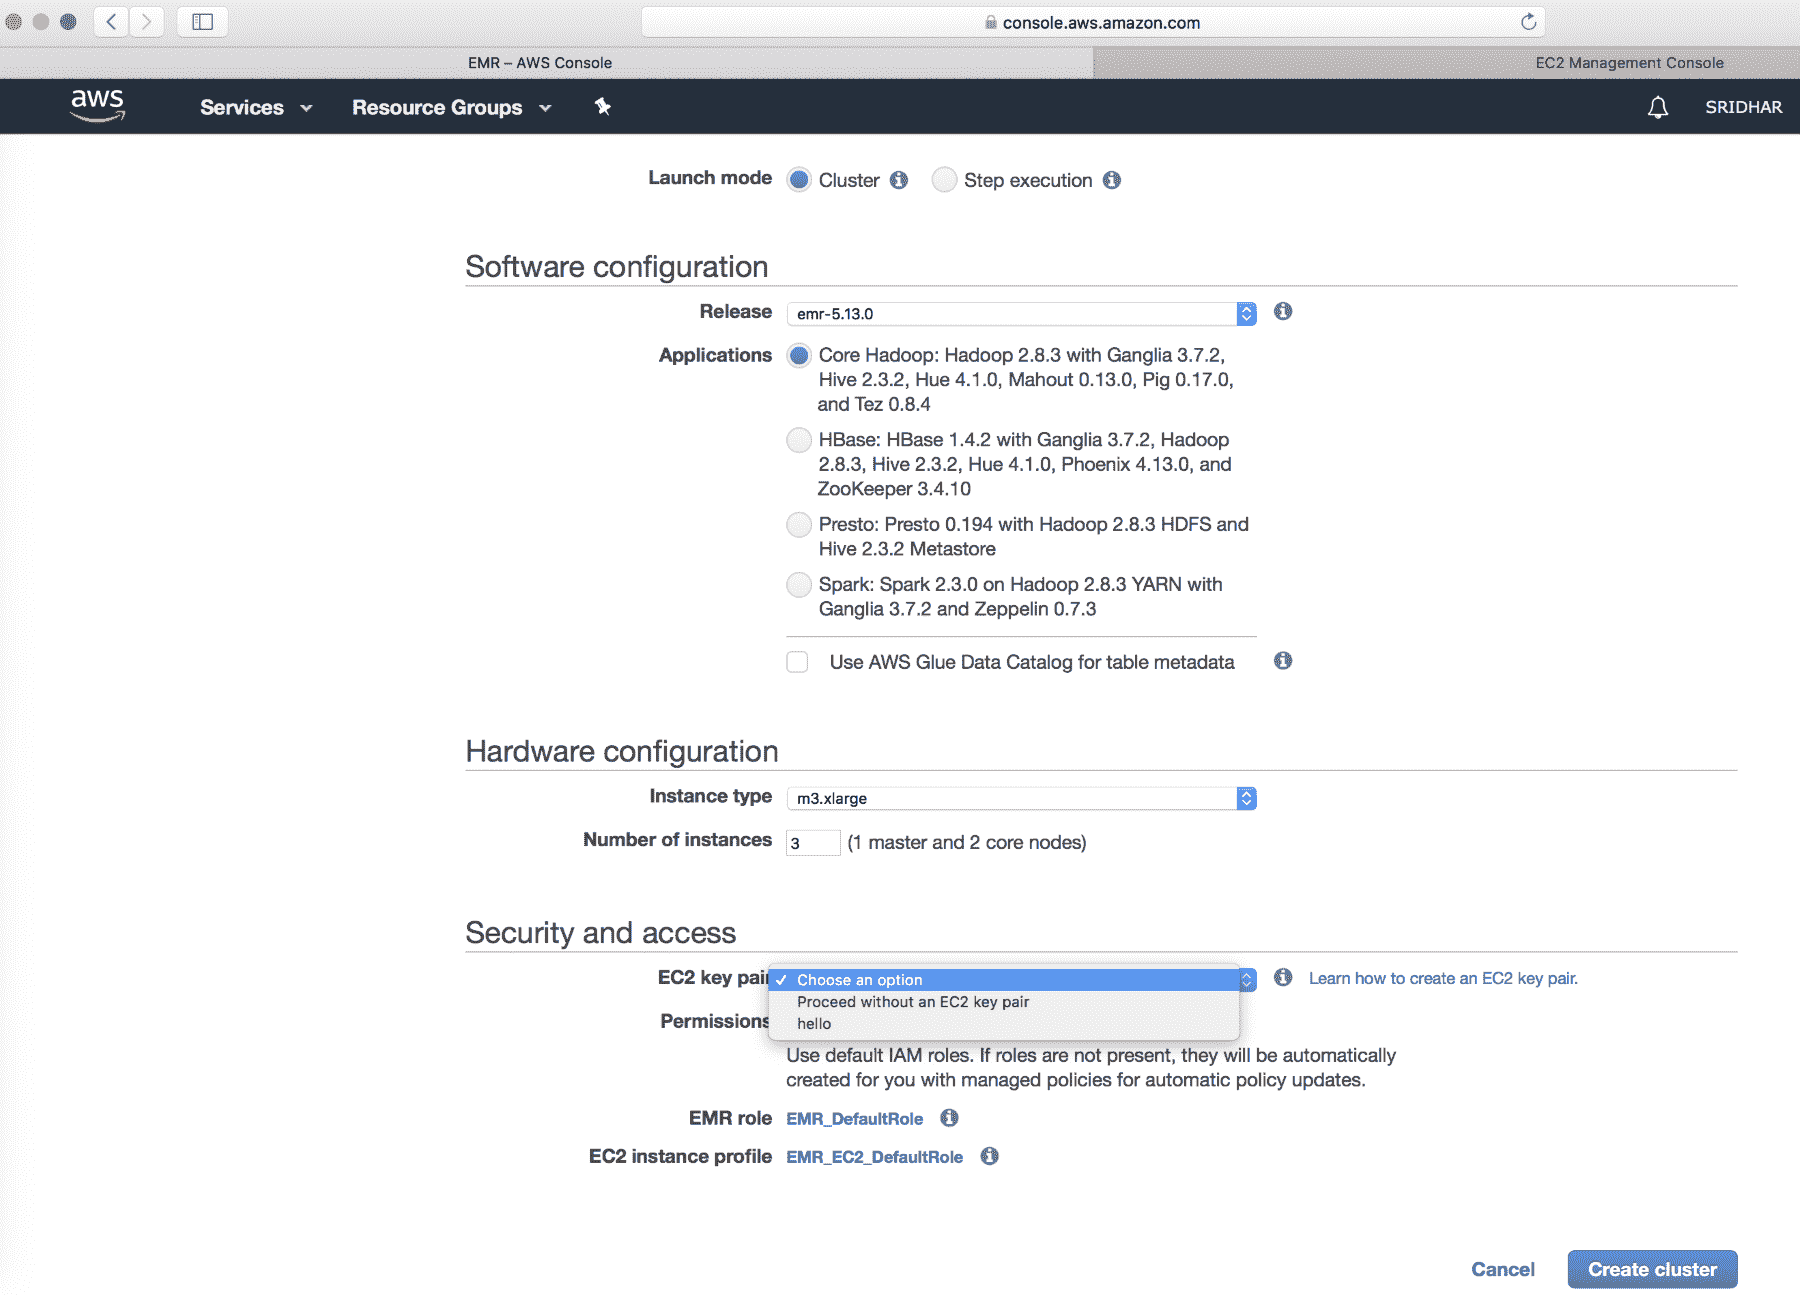 console.aws.amazon.com
EMR – AWS Console
EC2 Management Console
aws
Services
Resource Groups
SRIDHAR
Launch mode
Cluster
Step execution
Software configuration
Release
emr-5.13.0
Applications
Core Hadoop: Hadoop 2.8.3 with Ganglia 3.7.2,
Hive 2.3.2, Hue 4.1.0, Mahout 0.13.0, Pig 0.17.0,
and Tez 0.8.4
HBase: HBase 1.4.2 with Ganglia 3.7.2, Hadoop
2.8.3, Hive 2.3.2, Hue 4.1.0, Phoenix 4.13.0, and
ZooKeeper 3.4.10
Presto: Presto 0.194 with Hadoop 2.8.3 HDFS and
Hive 2.3.2 Metastore
Spark: Spark 2.3.0 on Hadoop 2.8.3 YARN with
Ganglia 3.7.2 and Zeppelin 0.7.3
Use AWS Glue Data Catalog for table metadata
Hardware configuration
Instance type
m3.xlarge
Number of instances
3
(1 master and 2 core nodes)
Security and access
EC2 key pair
✓ Choose an option
Learn how to create an EC2 key pair.
Proceed without an EC2 key pair
Permissions
hello
Use default IAM roles. If roles are not present, they will be automatically
created for you with managed policies for automatic policy updates.
EMR role
EMR_DefaultRole
EC2 instance profile
EMR_EC2_DefaultRole
Cancel
Create cluster